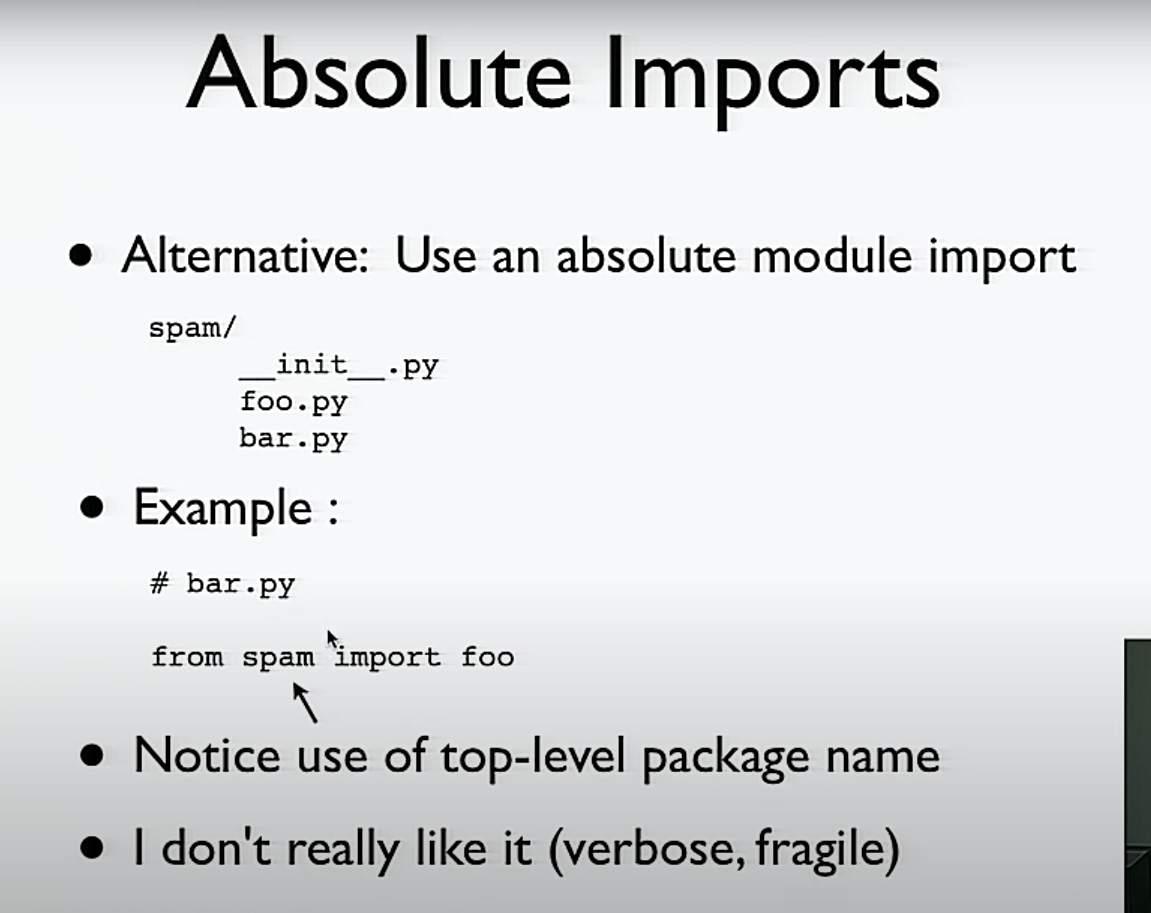 Absolute Imports
• Alternative: Use an absolute module import
spam/
__init__.py
foo.py
bar.py
• Example :
# bar.py
from spam import foo
• Notice use of top-level package name
• I don't really like it (verbose, fragile)